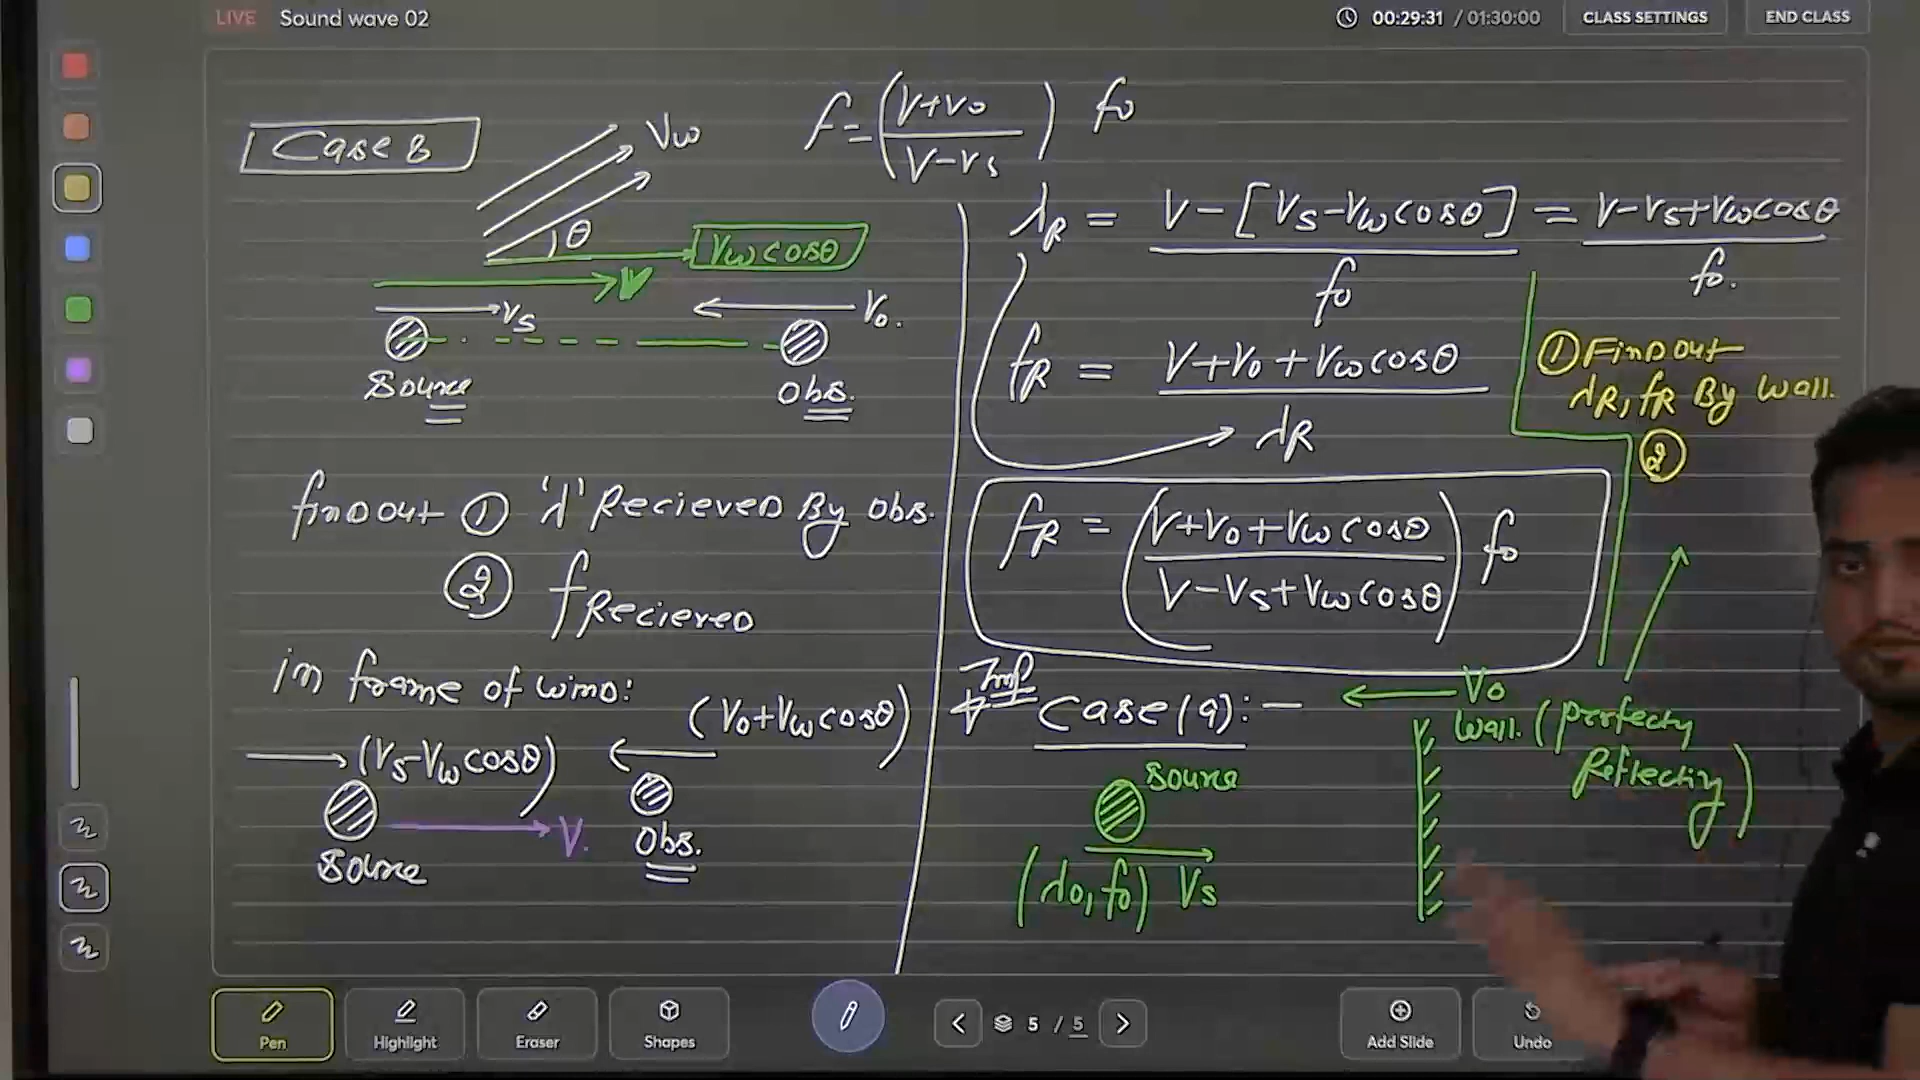 LIVE Sound wave 02
00:29:31 / 01:30:00 CLASS SETTINGS END CLASS
Case 8
Vw
f = (V+Vo / V-Vs) fo
θ
Vw cosθ
V
Vs
Vo.
Source
Obs.
find out ① 'λ' Recieved By Obs.
② f Recieved
in frame of wind:
(Vs-Vw cosθ)
(Vo+Vw cosθ)
Source
V.
Obs.
λR = V-[Vs-Vw cosθ] / fo = V-Vs+Vw cosθ / fo.
fR = V+Vo+Vw cosθ / λR
fR = (V+Vo+Vw cosθ / V-Vs+Vw cosθ) fo
① Find out
λR, fR By Wall.
②
Imp
Case (9):-
Source
(λo, fo) Vs
Vo
Wall. (perfecty
Reflecting)
Pen Highlight Eraser Shapes
5 / 5
Add Slide Undo